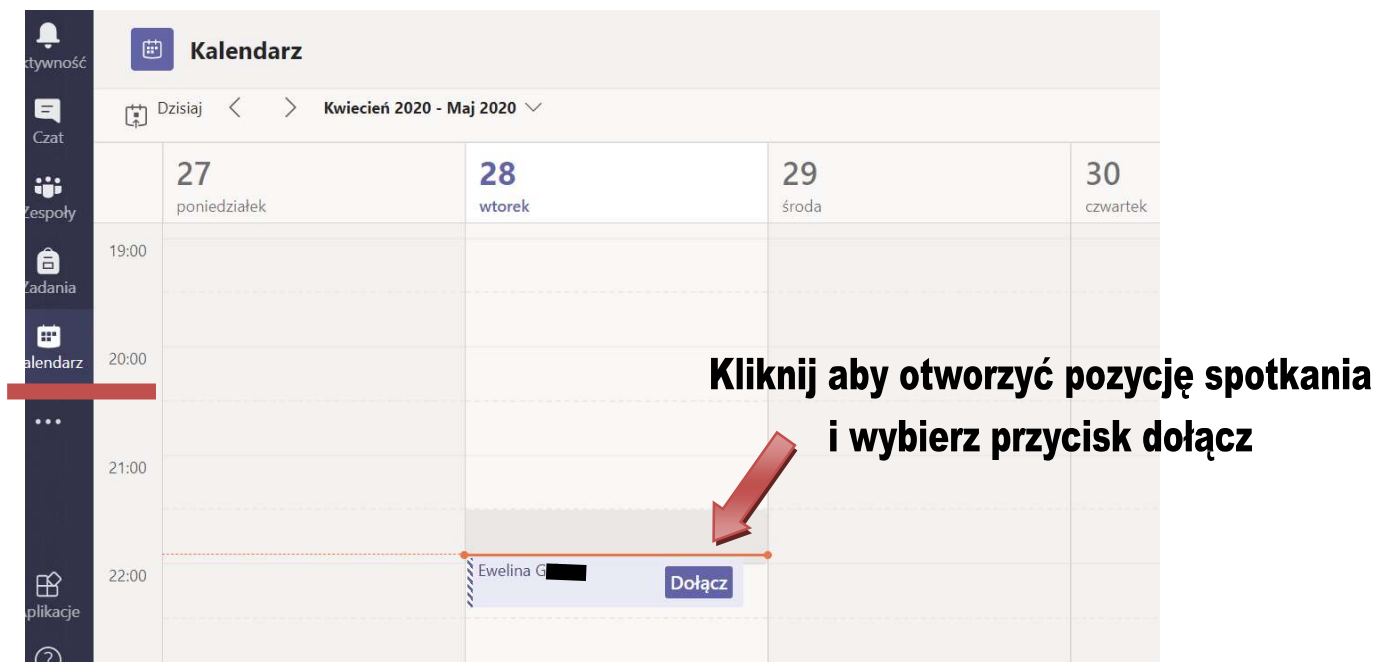 Kalendarz
Dzisiaj
Kwiecień 2020 - Maj 2020
ktywność
Czat
Zespoły
Zadania
alendarz
plikacje
27
poniedziałek
28
wtorek
29
środa
30
czwartek
19:00
20:00
21:00
22:00
Kliknij aby otworzyć pozycję spotkania
i wybierz przycisk dołącz
Ewelina G
Dołącz